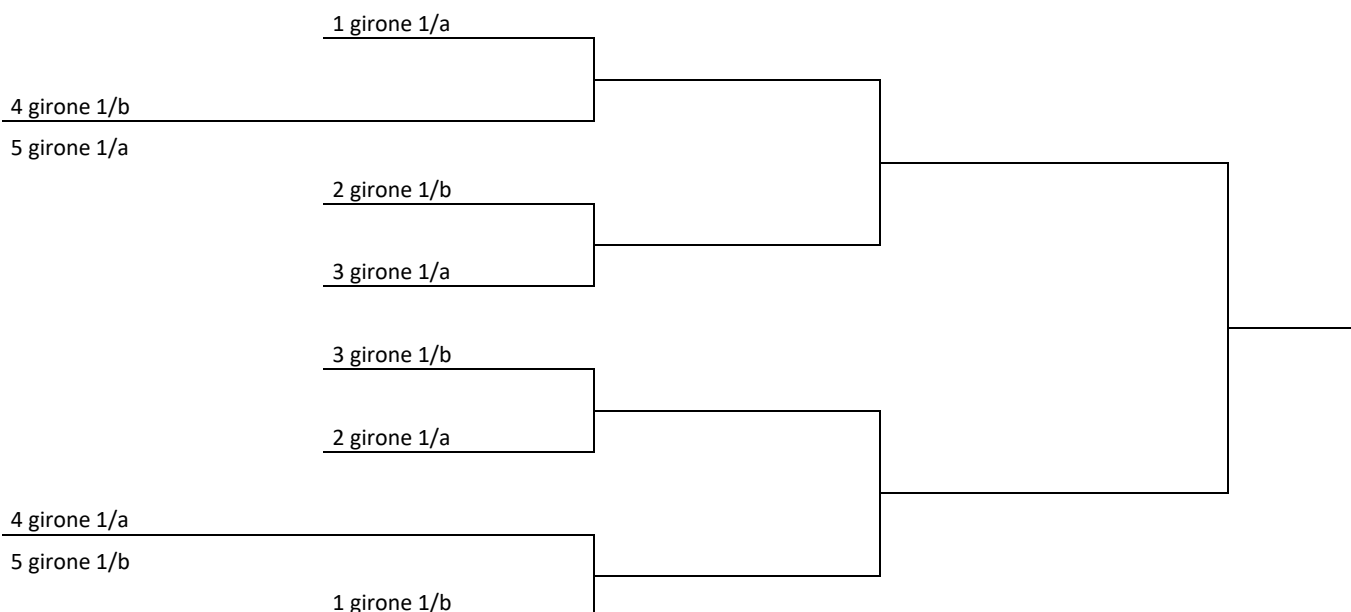 1 girone 1/a
4 girone 1/b
5 girone 1/a
2 girone 1/b
3 girone 1/a
3 girone 1/b
2 girone 1/a
4 girone 1/a
5 girone 1/b
1 girone 1/b